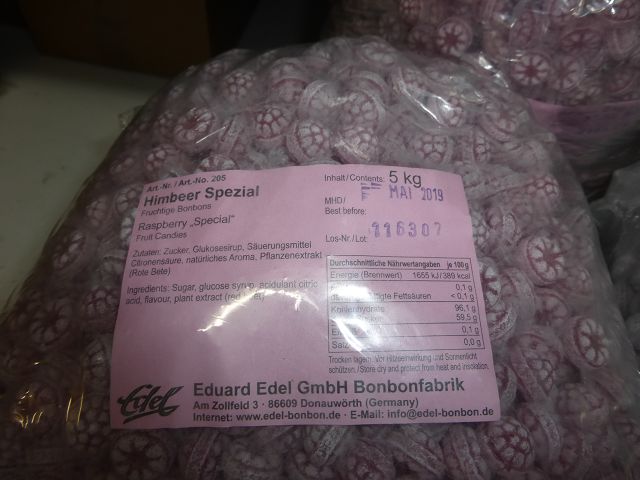 Art.-Nr. / Art.-No. 205
Himbeer Spezial
Fruchtige Bonbons
Raspberry „Special"
Fruit Candies
Zutaten: Zucker, Glukosesirup, Säuerungsmittel
Citronensäure, natürliches Aroma, Pflanzenextrakt
(Rote Bete)
Ingredients: Sugar, glucose syrup, acidulant citric
acid, flavour, plant extract (red
Inhalt/Contents: 5 kg
MHD/
Best before: MAI 2019
Los-Nr./Lot: 116307
Durchschnittliche Nährwertangaben je 100 g
Energie (Brennwert) 1655 kJ/389 kcal
0,1 g
Fettsäuren < 0,1 g
Kohlenhydrate 96,1 g
59,5 g
0,1 g
Salz 0,0 g
Trocken lagern. Vor Hitzeeinwirkung und Sonnenlicht
schützen. / Store dry and protect from heat and insolation.
Edel
Eduard Edel GmbH Bonbonfabrik
Am Zollfeld 3 · 86609 Donauwörth (Germany)
Internet: www.edel-bonbon.de · E-Mail: info@edel-bonbon.de